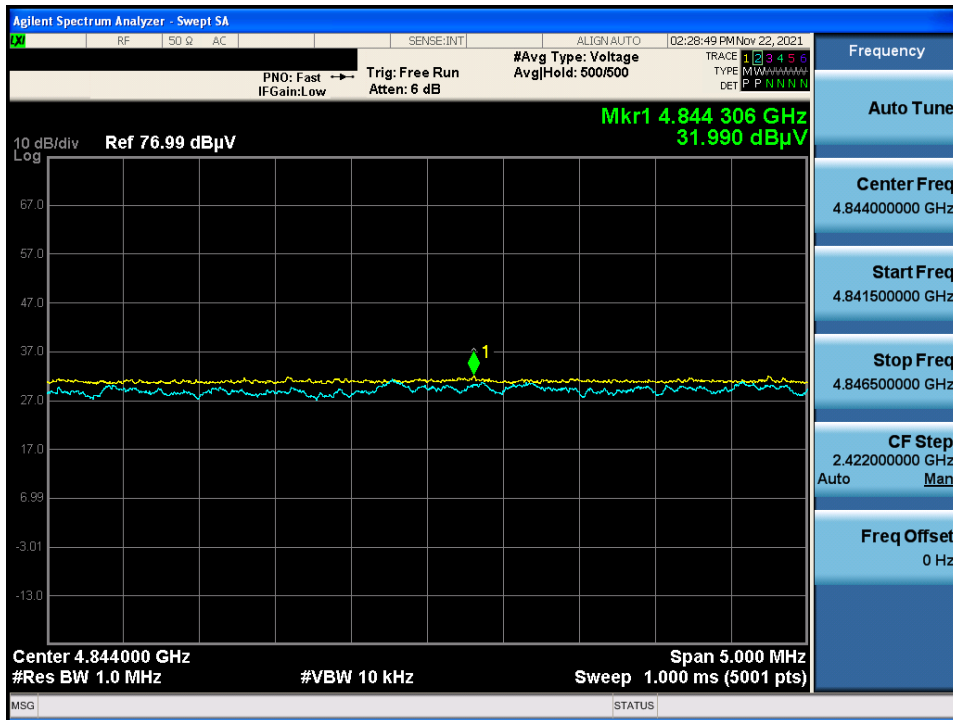 Agilent Spectrum Analyzer - Swept SA
LXI RF 50 Ω AC SENSE:INT ALIGN AUTO 02:28:49 PM Nov 22, 2021
PNO: Fast
IFGain:Low
Trig: Free Run
Atten: 6 dB
#Avg Type: Voltage
Avg|Hold: 500/500
TRACE 1 2 3 4 5 6
TYPE M W W W W W
DET P P N N N N
Mkr1 4.844 306 GHz
31.990 dBµV
10 dB/div Ref 76.99 dBµV
Log
67.0
57.0
47.0
37.0
27.0
17.0
6.99
-3.01
-13.0
1
Center 4.844000 GHz Span 5.000 MHz
#Res BW 1.0 MHz #VBW 10 kHz Sweep 1.000 ms (5001 pts)
MSG STATUS
Frequency
Auto Tune
Center Freq
4.844000000 GHz
Start Freq
4.841500000 GHz
Stop Freq
4.846500000 GHz
CF Step
2.422000000 GHz
Auto Man
Freq Offset
0 Hz